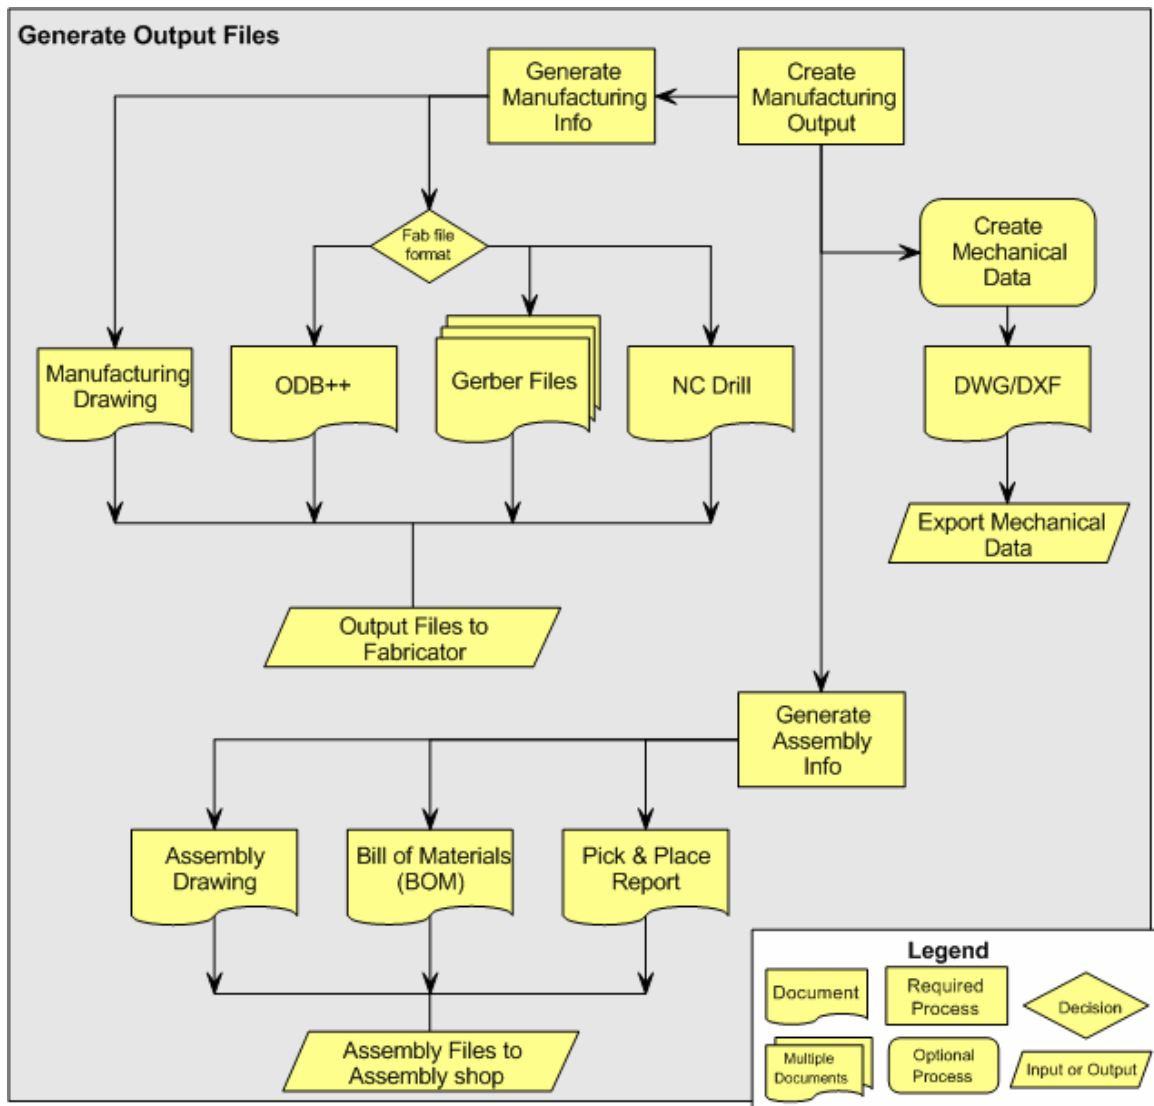 Generate Output Files
Generate
Manufacturing
Info
Create
Manufacturing
Output
Fab file
format
Create
Mechanical
Data
Manufacturing
Drawing
ODB++
Gerber Files
NC Drill
DWG/DXF
Export Mechanical
Data
Output Files to
Fabricator
Generate
Assembly
Info
Assembly
Drawing
Bill of Materials
(BOM)
Pick & Place
Report
Assembly Files to
Assembly shop
Legend
Document
Required
Process
Decision
Multiple
Documents
Optional
Process
Input or Output